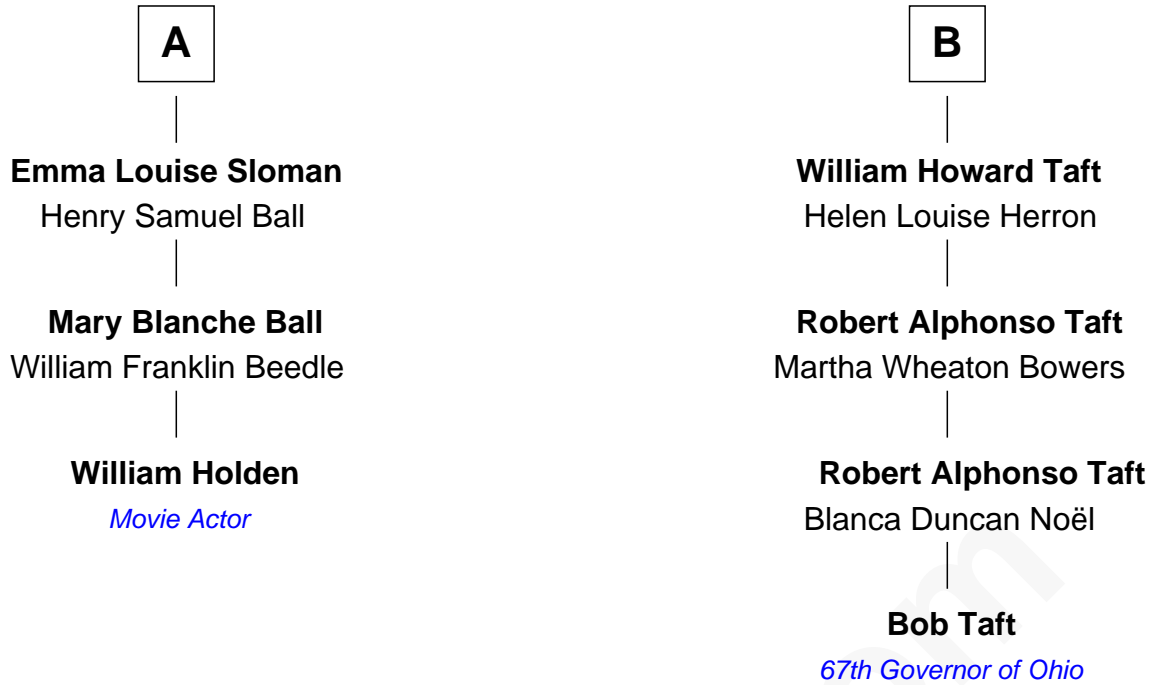 A
Emma Louise Sloman
Henry Samuel Ball
Mary Blanche Ball
William Franklin Beedle
William Holden
Movie Actor
B
William Howard Taft
Helen Louise Herron
Robert Alphonso Taft
Martha Wheaton Bowers
Robert Alphonso Taft
Blanca Duncan Noël
Bob Taft
67th Governor of Ohio